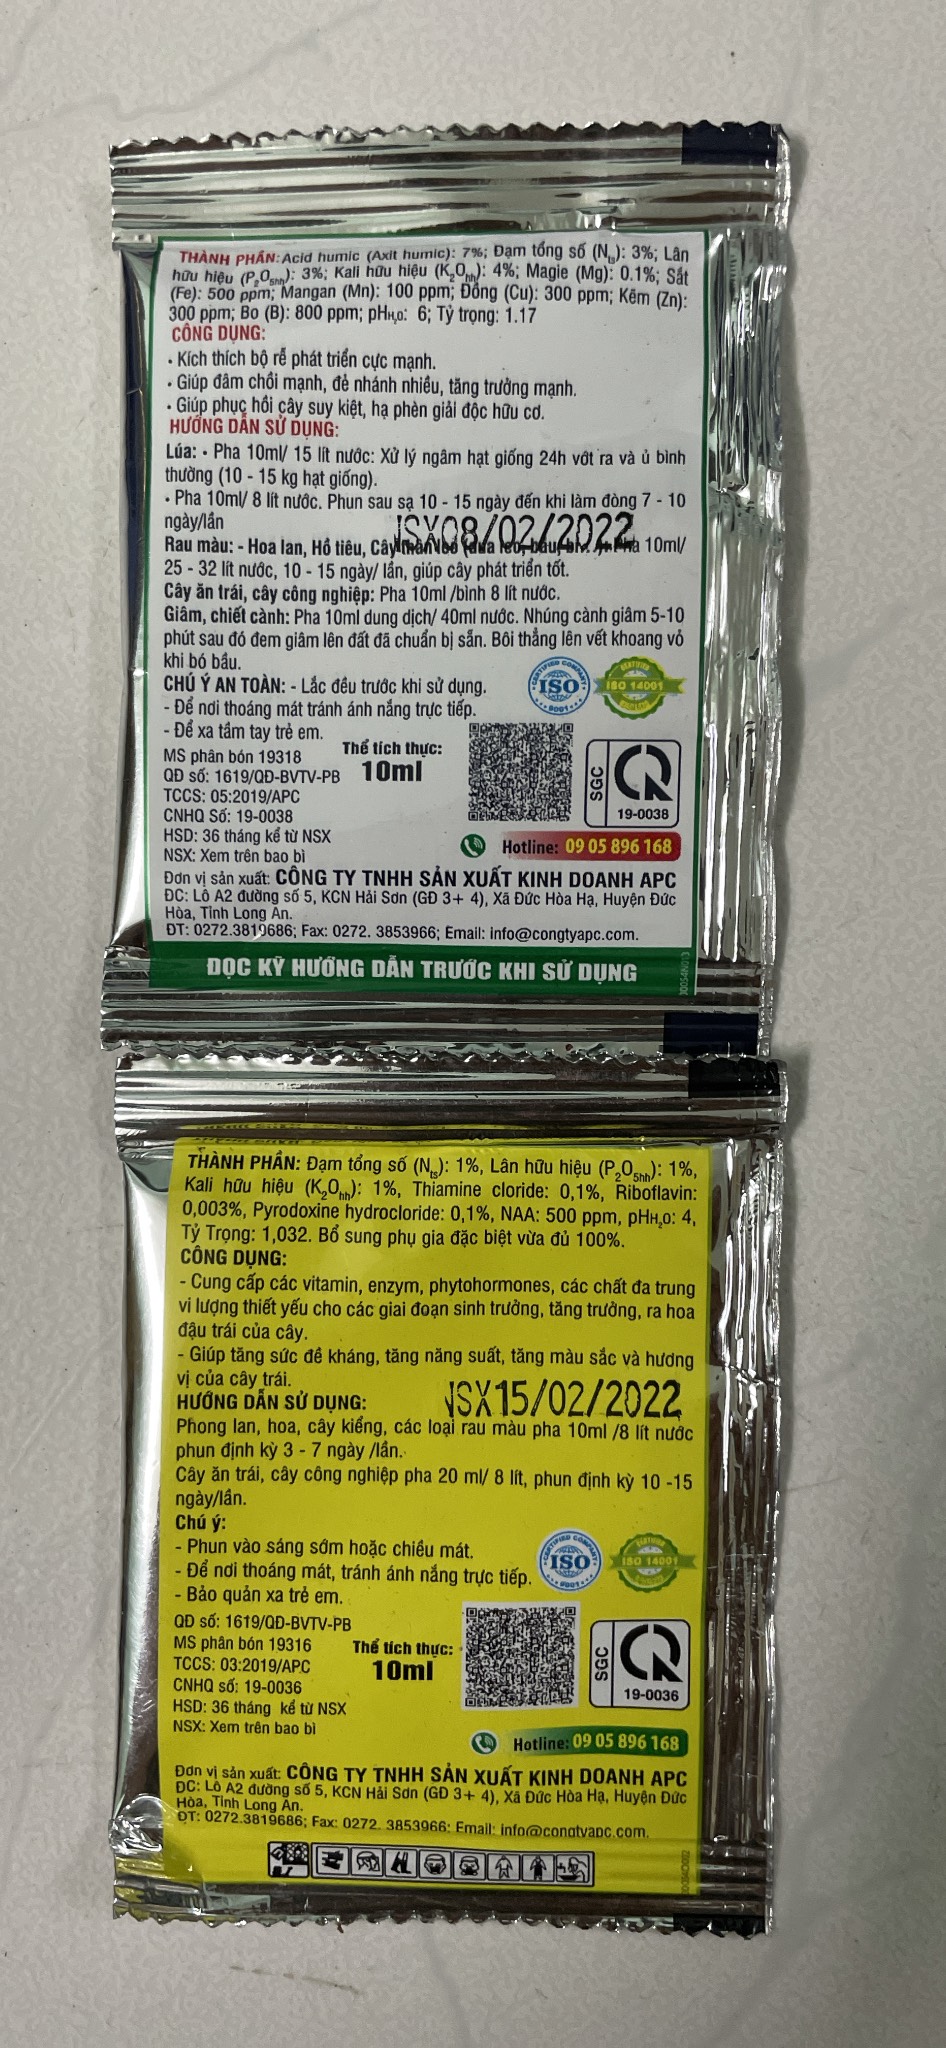 THÀNH PHẦN: Acid humic (Axit humic): 7%; Đạm tổng số (Nts): 3%; Lân
hữu hiệu (P2O5hh): 3%; Kali hữu hiệu (K2Ohh): 4%; Magie (Mg): 0.1%; Sắt
(Fe): 500 ppm; Mangan (Mn): 100 ppm; Đồng (Cu): 300 ppm; Kẽm (Zn):
300 ppm; Bo (B): 800 ppm; pHH2O: 6; Tỷ trọng: 1.17
CÔNG DỤNG:
• Kích thích bộ rễ phát triển cực mạnh.
• Giúp đâm chồi mạnh, đẻ nhánh nhiều, tăng trưởng mạnh.
• Giúp phục hồi cây suy kiệt, hạ phèn giải độc hữu cơ.
HƯỚNG DẪN SỬ DỤNG:
Lúa: • Pha 10ml/ 15 lít nước: Xử lý ngâm hạt giống 24h vớt ra và ủ bình
thường (10 - 15 kg hạt giống).
• Pha 10ml/ 8 lít nước. Phun sau sạ 10 - 15 ngày đến khi làm đòng 7 - 10
ngày/lần
NSX08/02/2022
Rau màu: - Hoa lan, Hồ tiêu, Cây thân leo (dưa leo, bầu, Pha 10ml/
25 - 32 lít nước, 10 - 15 ngày/ lần, giúp cây phát triển tốt.
Cây ăn trái, cây công nghiệp: Pha 10ml /bình 8 lít nước.
Giâm, chiết cành: Pha 10ml dung dịch/ 40ml nước. Nhúng cành giâm 5-10
phút sau đó đem giâm lên đất đã chuẩn bị sẵn. Bôi thẳng lên vết khoang vỏ
khi bó bầu.
CHÚ Ý AN TOÀN: - Lắc đều trước khi sử dụng.
- Để nơi thoáng mát tránh ánh nắng trực tiếp.
- Để xa tầm tay trẻ em.
CERTIFIED COMPANY
ISO
9001
CERTIFIED
ISO 14001
MS phân bón 19318
QĐ số: 1619/QĐ-BVTV-PB
TCCS: 05:2019/APC
CNHQ Số: 19-0038
HSD: 36 tháng kể từ NSX
NSX: Xem trên bao bì
Thể tích thực:
10ml
SGC
19-0038
Hotline: 09 05 896 168
Đơn vị sản xuất: CÔNG TY TNHH SẢN XUẤT KINH DOANH APC
ĐC: Lô A2 đường số 5, KCN Hải Sơn (GĐ 3+ 4), Xã Đức Hòa Hạ, Huyện Đức
Hòa, Tỉnh Long An.
ĐT: 0272.3819686; Fax: 0272. 3853966; Email: info@congtyapc.com.
ĐỌC KỸ HƯỚNG DẪN TRƯỚC KHI SỬ DỤNG
THÀNH PHẦN: Đạm tổng số (Nts): 1%, Lân hữu hiệu (P2O5hh): 1%,
Kali hữu hiệu (K2Ohh): 1%, Thiamine cloride: 0,1%, Riboflavin:
0,003%, Pyrodoxine hydrocloride: 0,1%, NAA: 500 ppm, pHH2O: 4,
Tỷ Trọng: 1,032. Bổ sung phụ gia đặc biệt vừa đủ 100%.
CÔNG DỤNG:
- Cung cấp các vitamin, enzym, phytohormones, các chất đa trung
vi lượng thiết yếu cho các giai đoạn sinh trưởng, tăng trưởng, ra hoa
đậu trái của cây.
- Giúp tăng sức đề kháng, tăng năng suất, tăng màu sắc và hương
vị của cây trái.
HƯỚNG DẪN SỬ DỤNG:
NSX15/02/2022
Phong lan, hoa, cây kiểng, các loại rau màu pha 10ml /8 lít nước
phun định kỳ 3 - 7 ngày /lần.
Cây ăn trái, cây công nghiệp pha 20 ml/ 8 lít, phun định kỳ 10 -15
ngày/lần.
Chú ý:
- Phun vào sáng sớm hoặc chiều mát.
- Để nơi thoáng mát, tránh ánh nắng trực tiếp.
- Bảo quản xa trẻ em.
CERTIFIED COMPANY
ISO
9001
CERTIFIED
ISO 14001
QĐ số: 1619/QĐ-BVTV-PB
MS phân bón 19316
TCCS: 03:2019/APC
CNHQ số: 19-0036
HSD: 36 tháng kể từ NSX
NSX: Xem trên bao bì
Thể tích thực:
10ml
SGC
19-0036
Hotline: 09 05 896 168
Đơn vị sản xuất: CÔNG TY TNHH SẢN XUẤT KINH DOANH APC
ĐC: Lô A2 đường số 5, KCN Hải Sơn (GĐ 3+ 4), Xã Đức Hòa Hạ, Huyện Đức
Hòa, Tỉnh Long An.
ĐT: 0272.3819686; Fax: 0272. 3853966; Email: info@congtyapc.com.